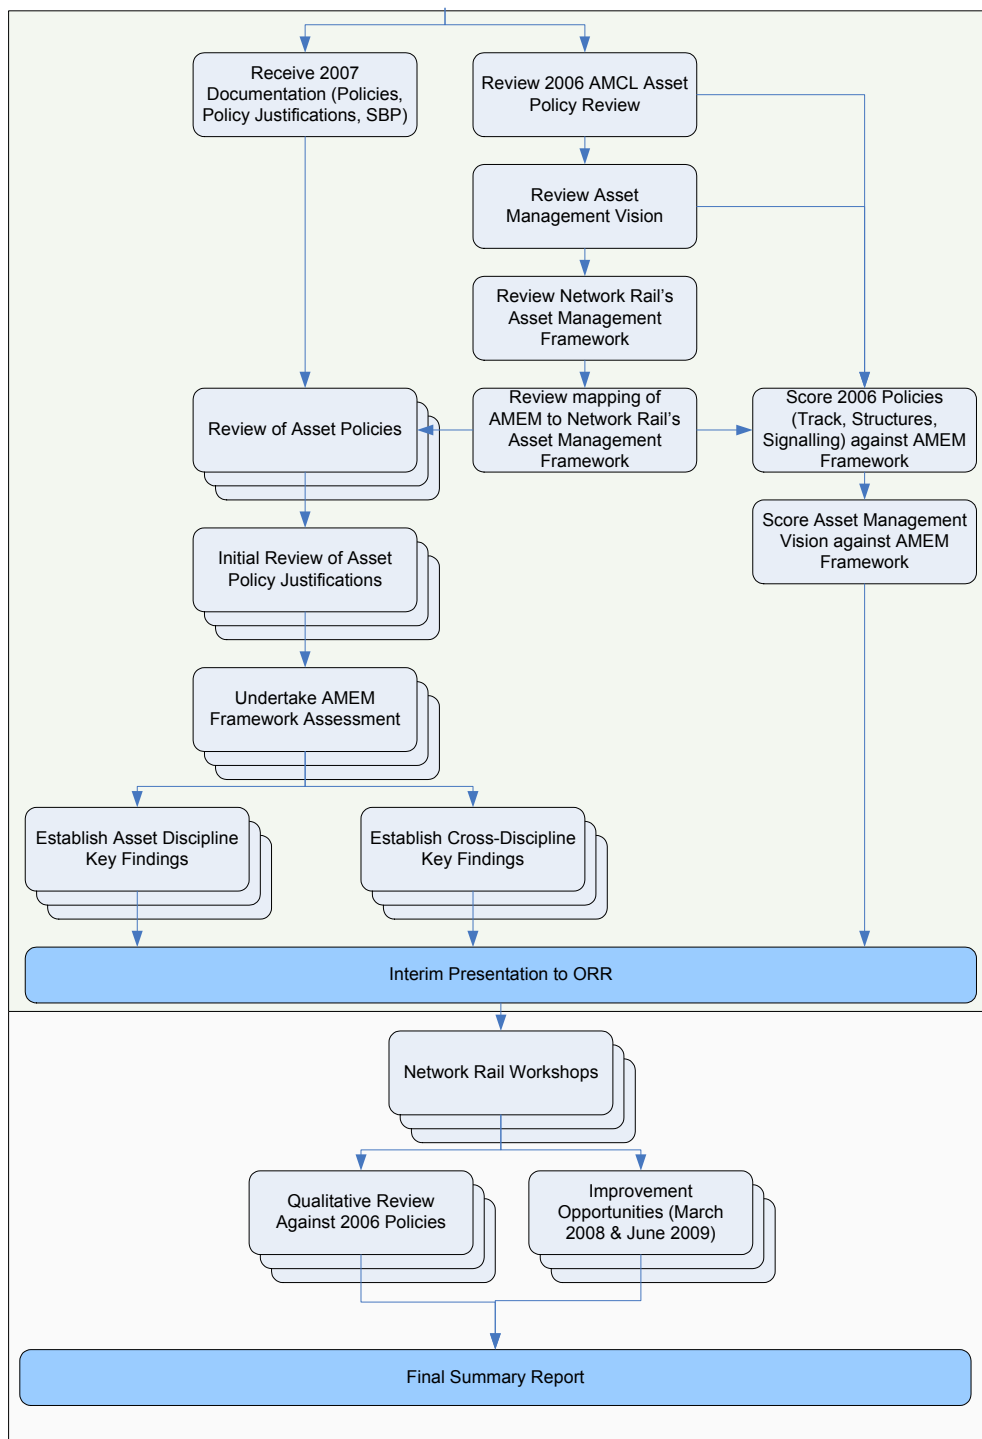 Receive 2007
Documentation (Policies,
Policy Justifications, SBP)
Review 2006 AMCL Asset
Policy Review
Review Asset
Management Vision
Review Network Rail's
Asset Management
Framework
Review of Asset Policies
Review mapping of
AMEM to Network Rail's
Asset Management
Framework
Score 2006 Policies
(Track, Structures,
Signalling) against AMEM
Framework
Score Asset Management
Vision against AMEM
Framework
Initial Review of Asset
Policy Justifications
Undertake AMEM
Framework Assessment
Establish Asset Discipline
Key Findings
Establish Cross-Discipline
Key Findings
Interim Presentation to ORR
Network Rail Workshops
Qualitative Review
Against 2006 Policies
Improvement
Opportunities (March
2008 & June 2009)
Final Summary Report